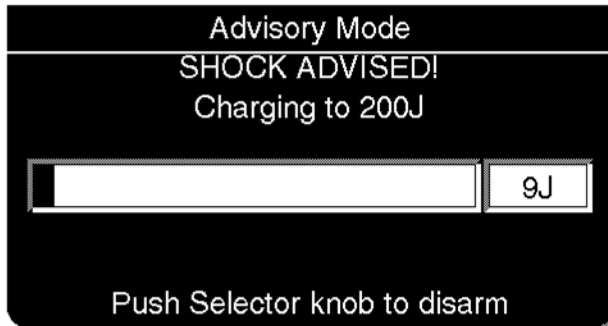 Advisory Mode
SHOCK ADVISED!
Charging to 200J
9J
Push Selector knob to disarm